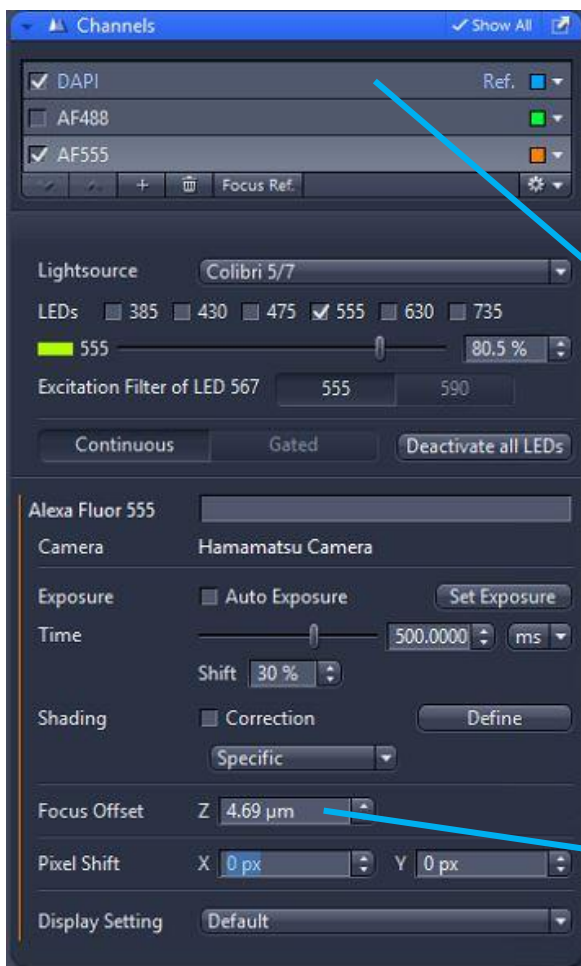 Channels Show All
DAPI Ref.
AF488
AF555
+ Focus Ref.
Lightsource Colibri 5/7
LEDs 385 430 475 555 630 735
555 80.5 %
Excitation Filter of LED 567 555 590
Continuous Gated Deactivate all LEDs
Alexa Fluor 555
Camera Hamamatsu Camera
Exposure Auto Exposure Set Exposure
Time 500.0000 ms
Shift 30 %
Shading Correction Define
Specific
Focus Offset Z 4.69 µm
Pixel Shift X 0 px Y 0 px
Display Setting Default